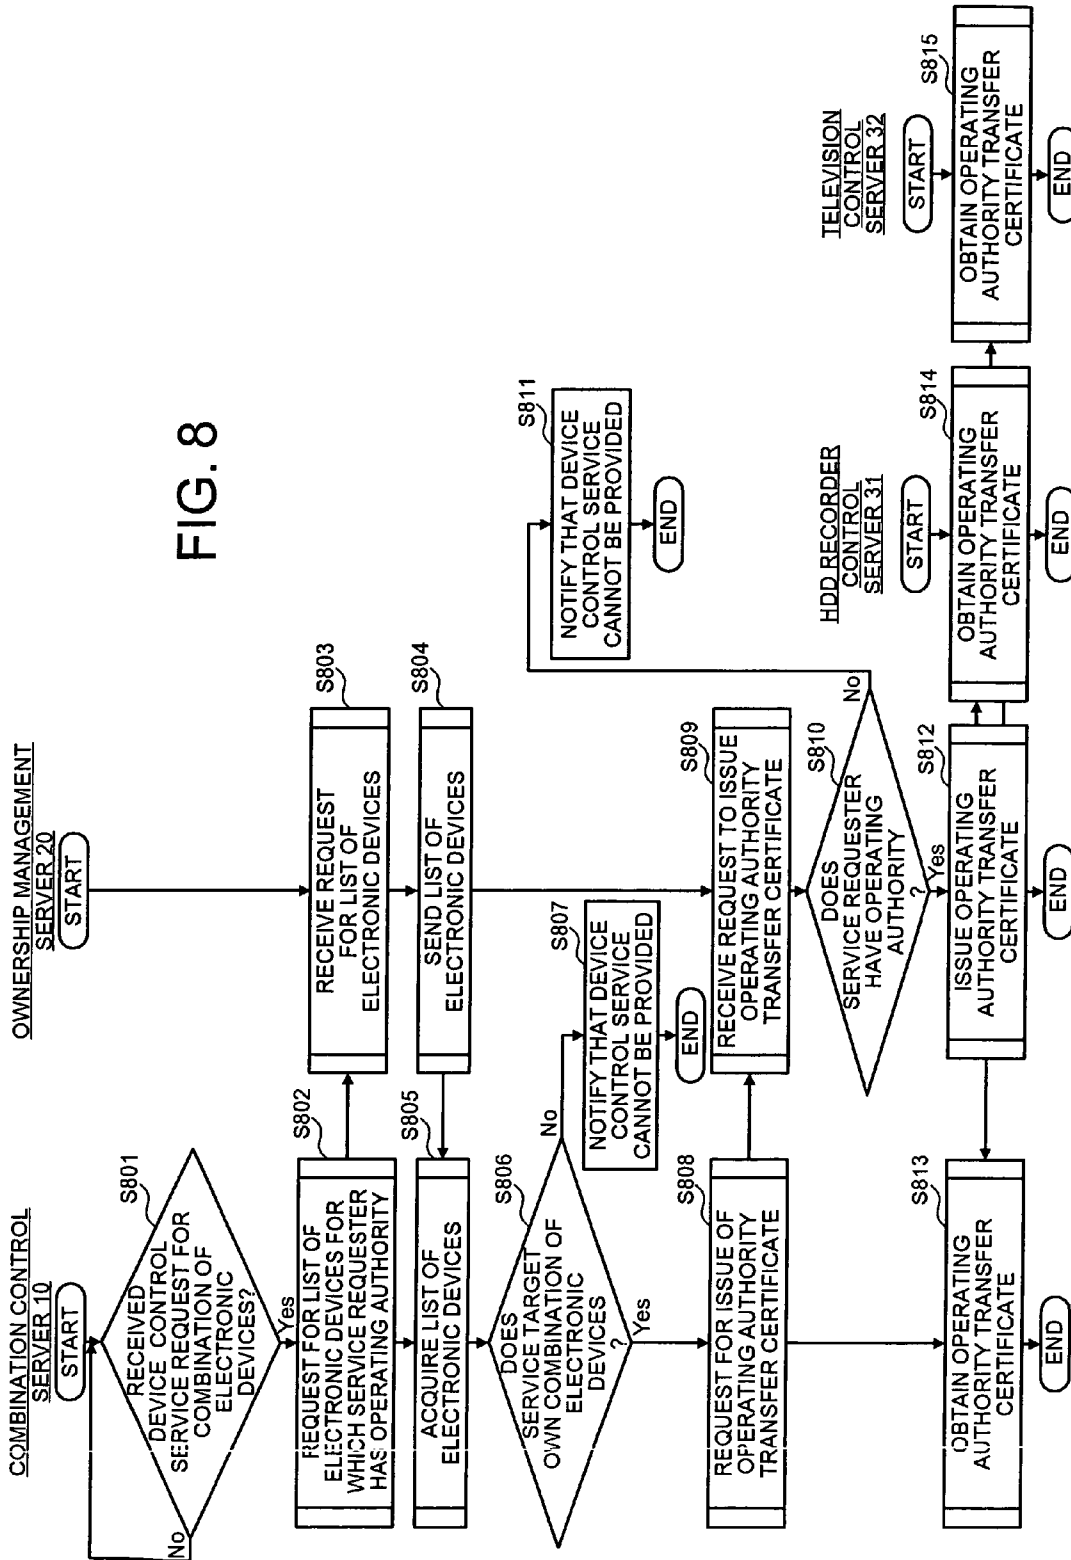 FIG. 8
COMBINATION CONTROL
SERVER 10
START
S801
RECEIVED
DEVICE CONTROL
SERVICE REQUEST FOR
COMBINATION OF
ELECTRONIC
DEVICES?
No
Yes
S802
REQUEST FOR LIST OF
ELECTRONIC DEVICES FOR
WHICH SERVICE REQUESTER
HAS OPERATING AUTHORITY
S805
ACQUIRE LIST OF
ELECTRONIC DEVICES
S806
DOES
SERVICE TARGET
OWN COMBINATION OF
ELECTRONIC
DEVICES
?
No
Yes
S807
NOTIFY THAT DEVICE
CONTROL SERVICE
CANNOT BE PROVIDED
END
S808
REQUEST FOR ISSUE OF
OPERATING AUTHORITY
TRANSFER CERTIFICATE
S813
OBTAIN OPERATING
AUTHORITY TRANSFER
CERTIFICATE
END
OWNERSHIP MANAGEMENT
SERVER 20
START
S803
RECEIVE REQUEST
FOR LIST OF
ELECTRONIC DEVICES
S804
SEND LIST OF
ELECTRONIC DEVICES
S809
RECEIVE REQUEST TO ISSUE
OPERATING AUTHORITY
TRANSFER CERTIFICATE
S810
DOES
SERVICE REQUESTER
HAVE OPERATING
AUTHORITY
?
No
Yes
S811
NOTIFY THAT DEVICE
CONTROL SERVICE
CANNOT BE PROVIDED
END
S812
ISSUE OPERATING
AUTHORITY TRANSFER
CERTIFICATE
END
HDD RECORDER
CONTROL
SERVER 31
START
S814
OBTAIN OPERATING
AUTHORITY TRANSFER
CERTIFICATE
END
TELEVISION
CONTROL
SERVER 32
START
S815
OBTAIN OPERATING
AUTHORITY TRANSFER
CERTIFICATE
END